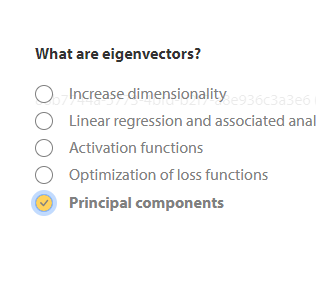 What are eigenvectors?
Increase dimensionality
Linear regression and associated anal
Activation functions
Optimization of loss functions
Principal components